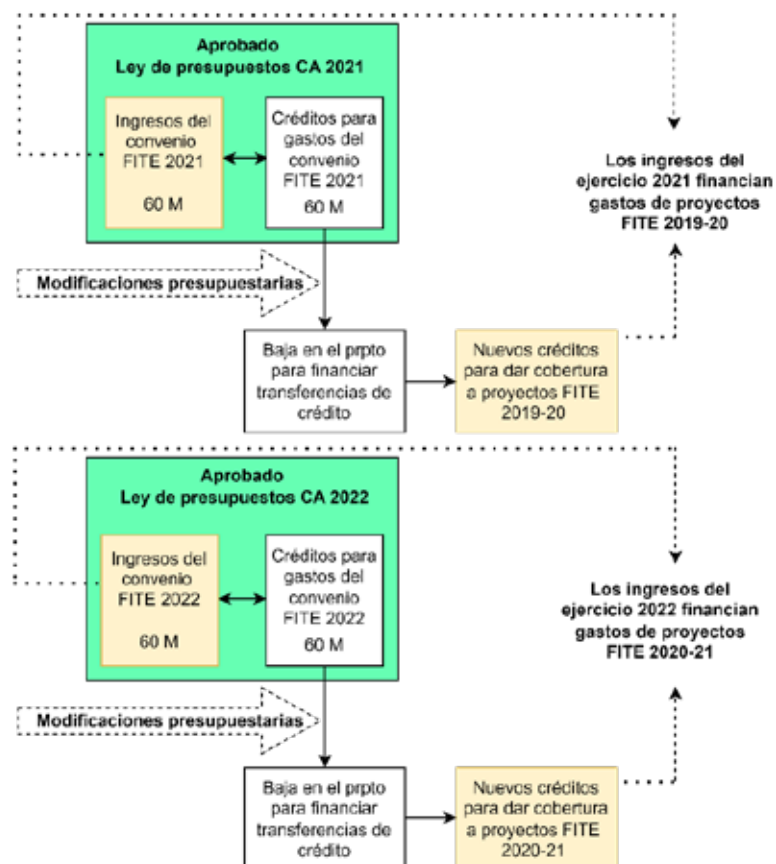 Aprobado
Ley de presupuestos CA 2021
Ingresos del
convenio
FITE 2021
60 M
Créditos para
gastos del
convenio
FITE 2021
60 M
Los ingresos del
ejercicio 2021 financian
gastos de proyectos
FITE 2019-20
Modificaciones presupuestarias
Baja en el prpto
para financiar
transferencias de
crédito
Nuevos créditos
para dar cobertura
a proyectos FITE
2019-20
Aprobado
Ley de presupuestos CA 2022
Ingresos del
convenio
FITE 2022
60 M
Créditos para
gastos del
convenio
FITE 2022
60 M
Los ingresos del
ejercicio 2022 financian
gastos de proyectos
FITE 2020-21
Modificaciones presupuestarias
Baja en el prpto
para financiar
transferencias de
crédito
Nuevos créditos
para dar cobertura
a proyectos FITE
2020-21